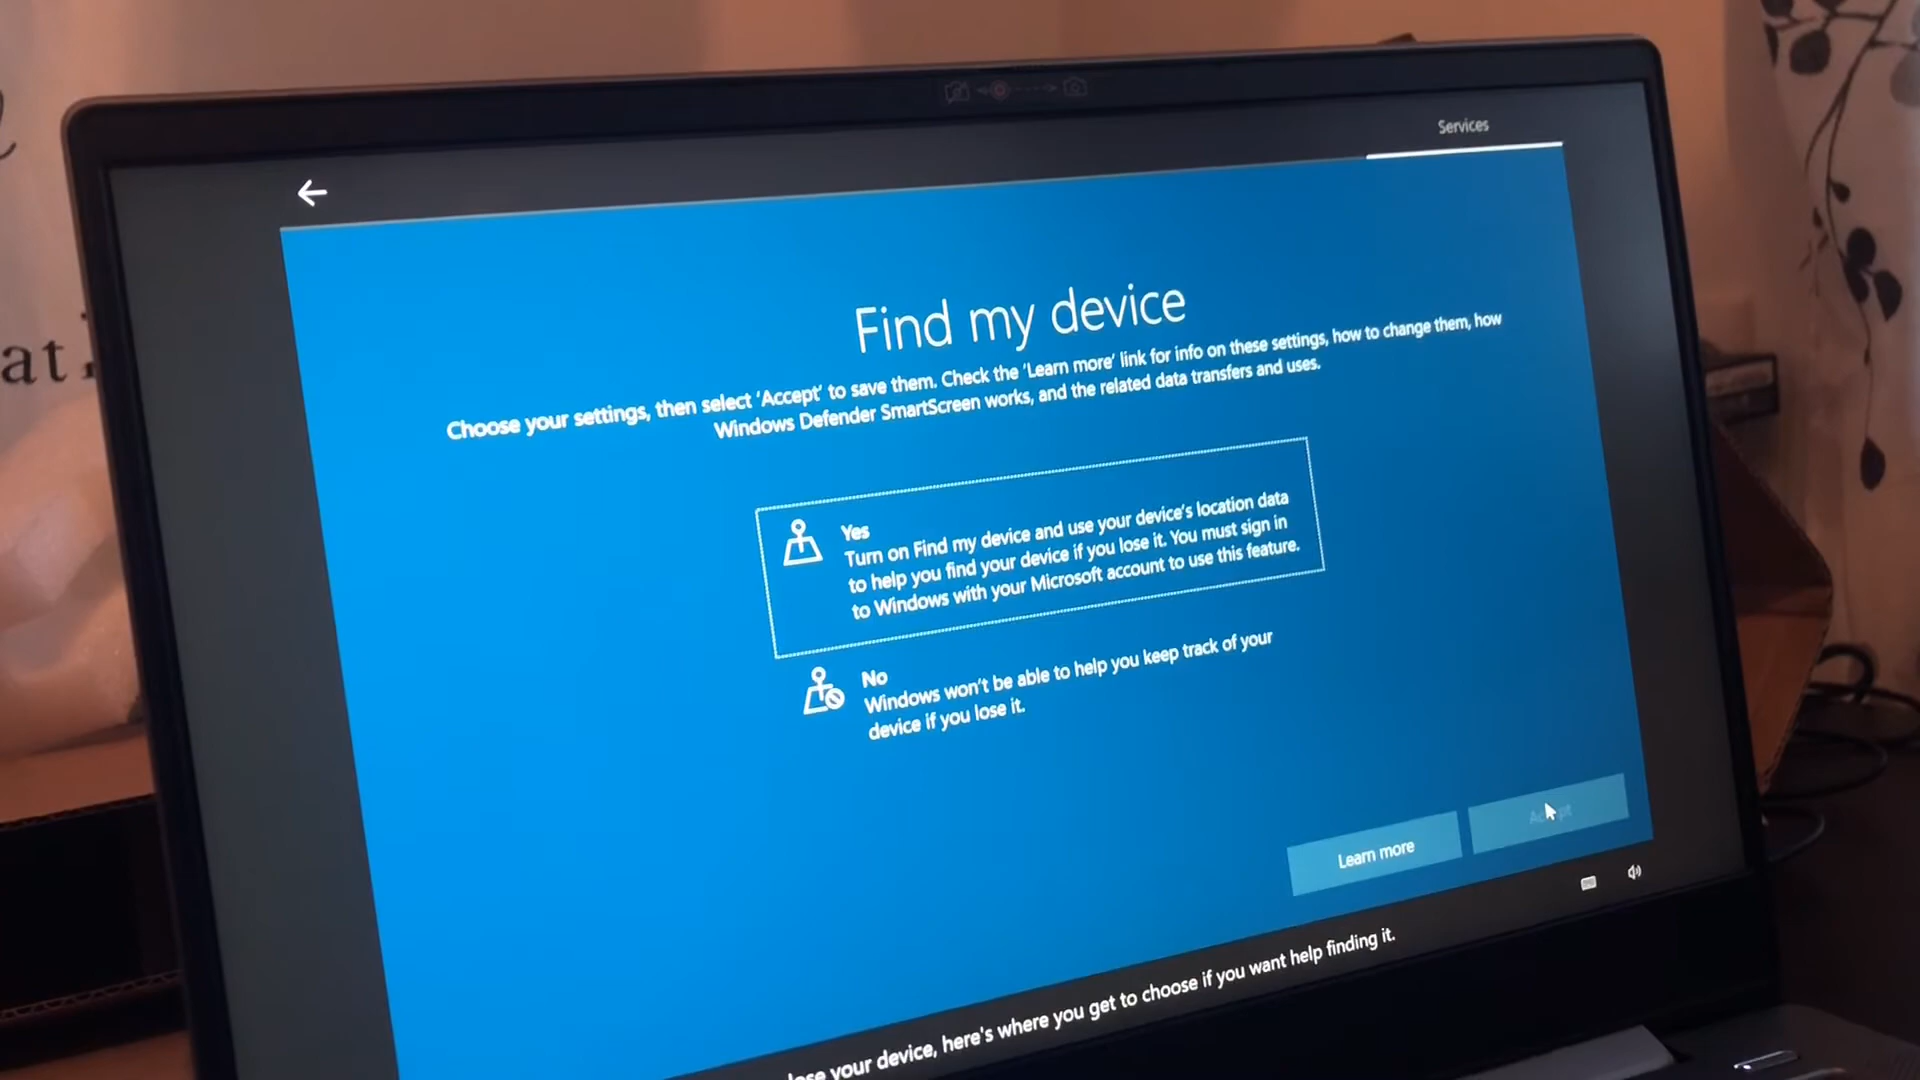 Services
Find my device
Choose your settings, then select ‘Accept’ to save them. Check the ‘Learn more’ link for info on these settings, how to change them, how
Windows Defender SmartScreen works, and the related data transfers and uses.
Yes
Turn on Find my device and use your device’s location data
to help you find your device if you lose it. You must sign in
to Windows with your Microsoft account to use this feature.
No
Windows won’t be able to help you keep track of your
device if you lose it.
Accept
Learn more
lose your device, here's where you get to choose if you want help finding it.